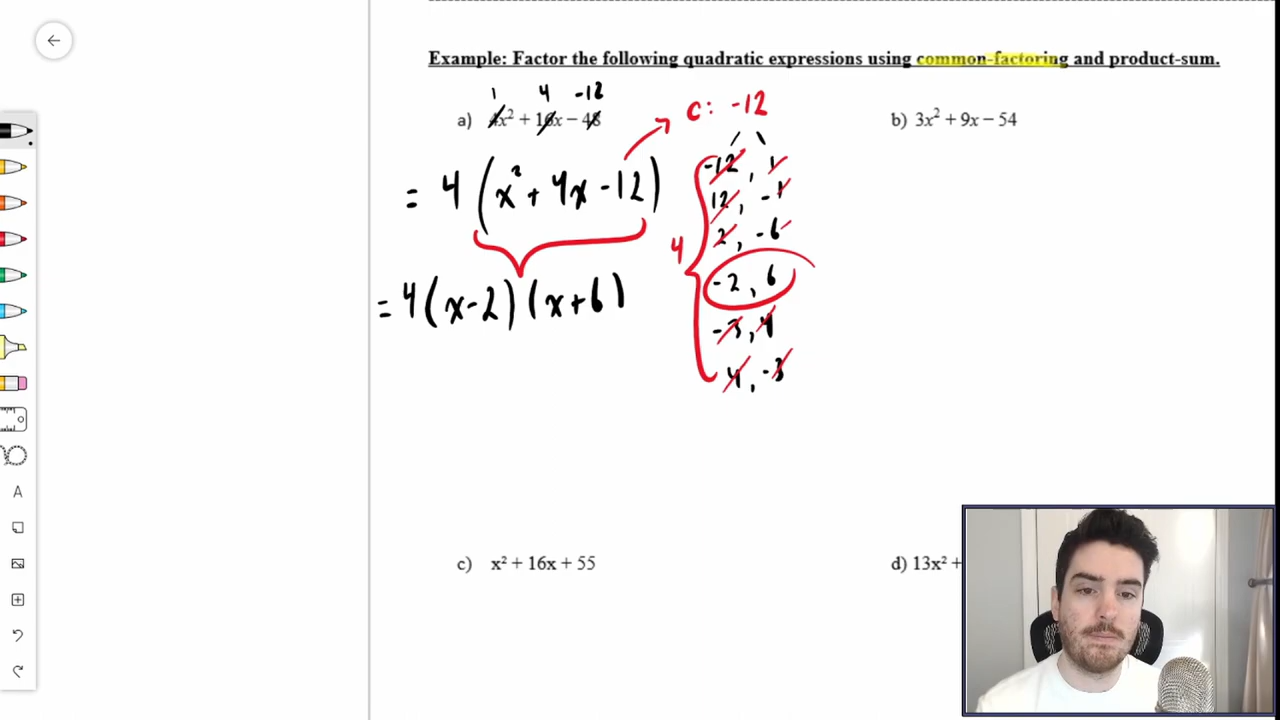 Example: Factor the following quadratic expressions using common-factoring and product-sum.
1 4 -12
a) 4x² + 16x – 48
= 4 (x² + 4x - 12)
= 4 (x - 2) (x + 6)
c: -12
-12, 1
12, -1
2, -6
4
-2, 6
-3, 4
4, -3
b) 3x² + 9x – 54
c) x² + 16x + 55
d) 13x² +
A